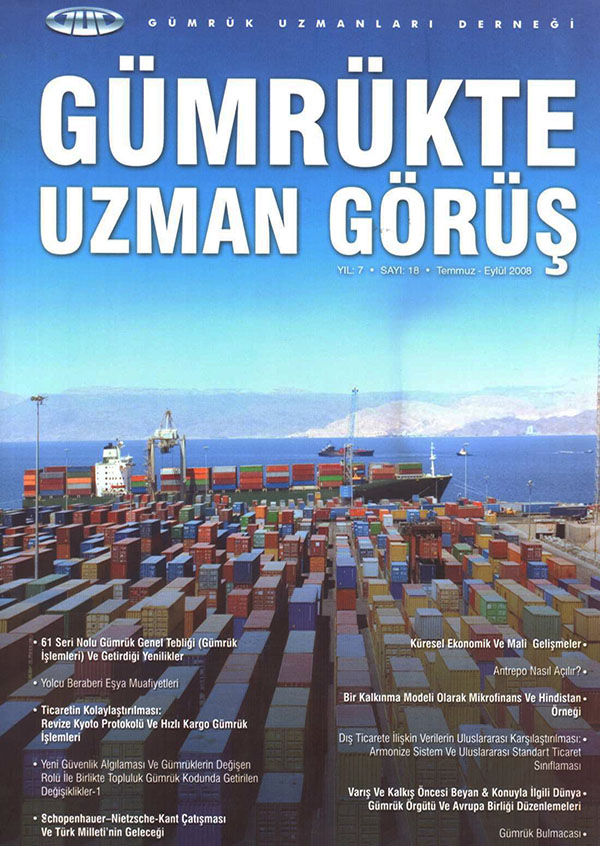 GÜMRÜK UZMANLARI DERNEĞİ
GÜMRÜKTE
UZMAN GÖRÜŞ
YIL: 7 • SAYI: 18 • Temmuz - Eylül 2008
• 61 Seri Nolu Gümrük Genel Tebliği (Gümrük
İşlemleri) Ve Getirdiği Yenilikler
• Yolcu Beraberi Eşya Muafiyetleri
• Ticaretin Kolaylaştırılması:
Revize Kyoto Protokolü Ve Hızlı Kargo Gümrük
İşlemleri
• Yeni Güvenlik Algılaması Ve Gümrüklerin Değişen
Rolü İle Birlikte Topluluk Gümrük Kodunda Getirilen
Değişiklikler-1
• Schopenhauer–Nietzsche-Kant Çatışması
Ve Türk Milleti'nin Geleceği
Küresel Ekonomik Ve Mali Gelişmeler •
Antrepo Nasıl Açılır? •
Bir Kalkınma Modeli Olarak Mikrofinans Ve Hindistan •
Örneği
Dış Ticarete İlişkin Verilerin Uluslararası Karşılaştırılması: •
Armonize Sistem Ve Uluslararası Standart Ticaret
Sınıflaması
Varış Ve Kalkış Öncesi Beyan & Konuyla İlgili Dünya •
Gümrük Örgütü Ve Avrupa Birliği Düzenlemeleri
Gümrük Bulmacası •